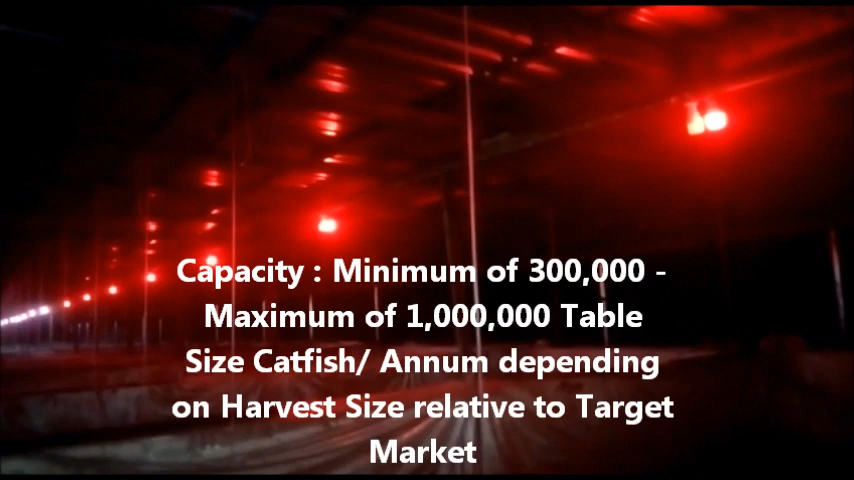 Capacity : Minimum of 300,000 -
Maximum of 1,000,000 Table
Size Catfish/ Annum depending
on Harvest Size relative to Target
Market